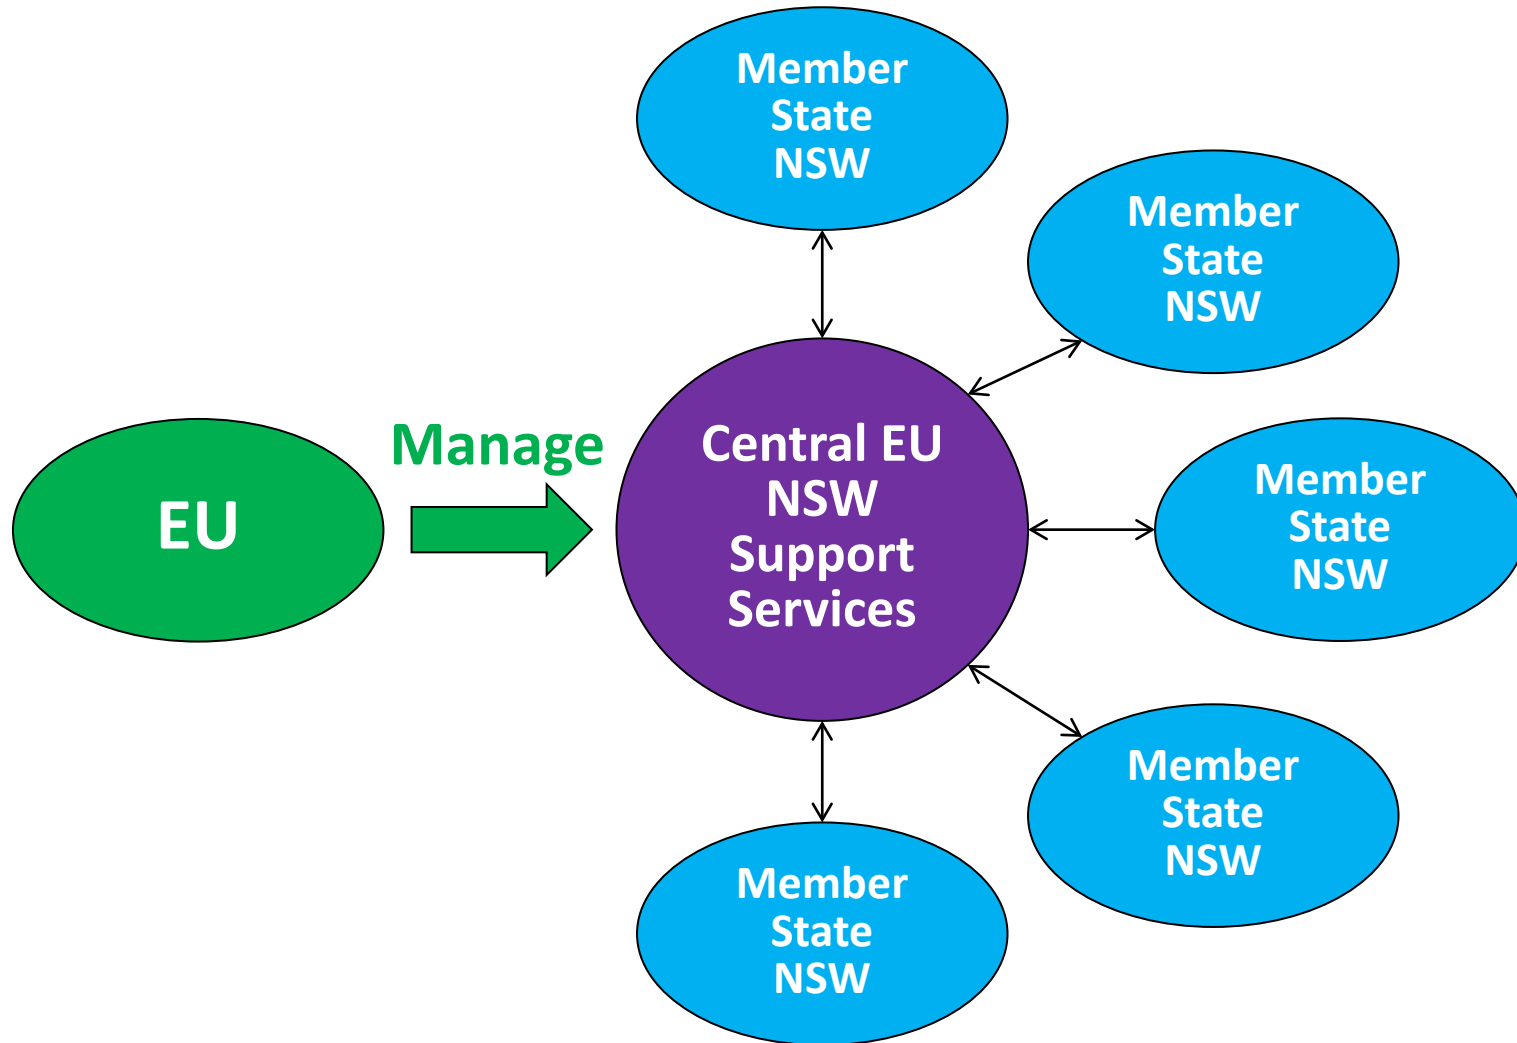 Member
State
NSW
Member
State
NSW
Manage
EU
Central EU
NSW
Support
Services
Member
State
NSW
Member
State
NSW
Member
State
NSW